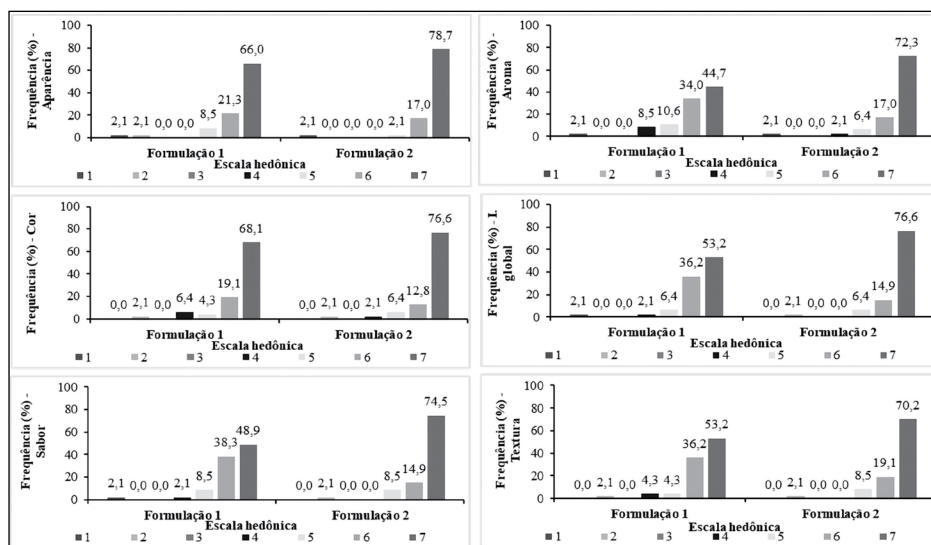 Frequência (%) -
Aparência
100
80
60
40
20
0
2,1 2,1 0,0 0,0 8,5 21,3 66,0
2,1 0,0 0,0 0,0 2,1 17,0 78,7
Formulação 1 Formulação 2
Escala hedônica
1 2 3 4 5 6 7
Frequência (%) -
Aroma
100
80
60
40
20
0
2,1 0,0 0,0 8,5 10,6 34,0 44,7
2,1 0,0 0,0 2,1 6,4 17,0 72,3
Formulação 1 Formulação 2
Escala hedônica
1 2 3 4 5 6 7
Frequência (%) - Cor
100
80
60
40
20
0
0,0 2,1 0,0 6,4 4,3 19,1 68,1
0,0 2,1 0,0 2,1 6,4 12,8 76,6
Formulação 1 Formulação 2
Escala hedônica
1 2 3 4 5 6 7
Frequência (%) - I.
global
100
80
60
40
20
0
2,1 0,0 0,0 2,1 6,4 36,2 53,2
0,0 2,1 0,0 0,0 6,4 14,9 76,6
Formulação 1 Formulação 2
Escala hedônica
1 2 3 4 5 6 7
Frequência (%) -
Sabor
100
80
60
40
20
0
2,1 0,0 0,0 2,1 8,5 38,3 48,9
0,0 2,1 0,0 0,0 8,5 14,9 74,5
Formulação 1 Formulação 2
Escala hedônica
1 2 3 4 5 6 7
Frequência (%) -
Textura
100
80
60
40
20
0
0,0 2,1 0,0 4,3 4,3 36,2 53,2
0,0 2,1 0,0 0,0 8,5 19,1 70,2
Formulação 1 Formulação 2
Escala hedônica
1 2 3 4 5 6 7